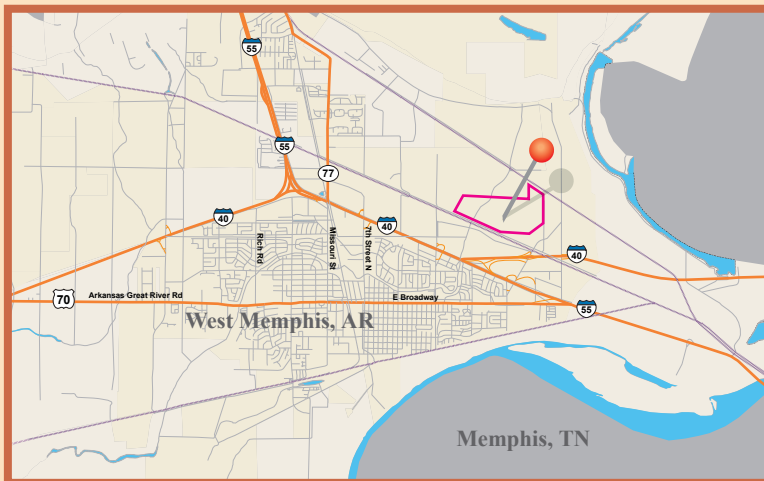 55
55
77
40
40
Rich Rd
Missouri St
7th Street N
40
70
Arkansas Great River Rd
E Broadway
55
West Memphis, AR
Memphis, TN